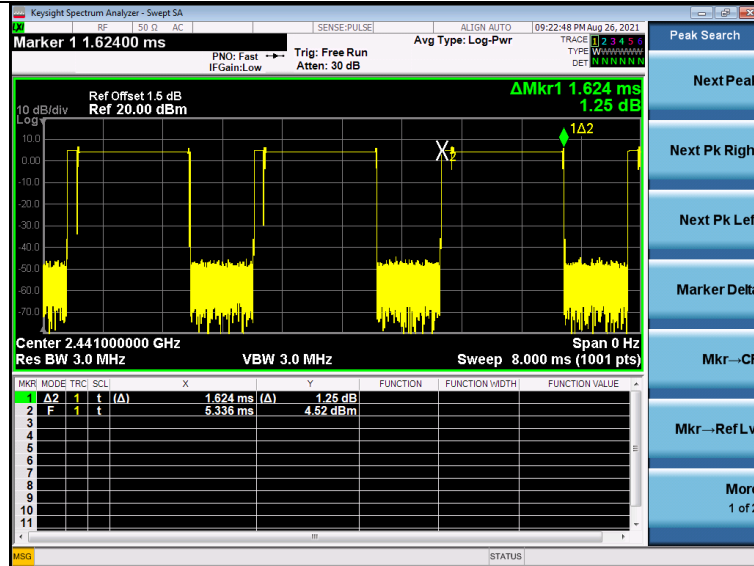 Keysight Spectrum Analyzer - Swept SA
LXI RF 50 Ω AC SENSE:PULSE ALIGN AUTO 09:22:48 PM Aug 26, 2021
Marker 1 1.62400 ms
PNO: Fast
IFGain:Low
Trig: Free Run
Atten: 30 dB
Avg Type: Log-Pwr
TRACE 1 2 3 4 5 6
TYPE WWWWWW
DET N N N N N N
Peak Search
Next Peak
Next Pk Righ
Next Pk Lef
Marker Delta
Mkr→CF
Mkr→Ref Lv
More
1 of 2
ΔMkr1 1.624 ms
1.25 dB
Ref Offset 1.5 dB
10 dB/div Ref 20.00 dBm
Log
10.0
0.00
-10.0
-20.0
-30.0
-40.0
-50.0
-60.0
-70.0
1Δ2
X2
Center 2.441000000 GHz Span 0 Hz
Res BW 3.0 MHz VBW 3.0 MHz Sweep 8.000 ms (1001 pts)
MKR MODE TRC SCL X Y FUNCTION FUNCTION WIDTH FUNCTION VALUE
1 Δ2 1 t (Δ) 1.624 ms (Δ) 1.25 dB
2 F 1 t 5.336 ms 4.52 dBm
3
4
5
6
7
8
9
10
11
MSG STATUS